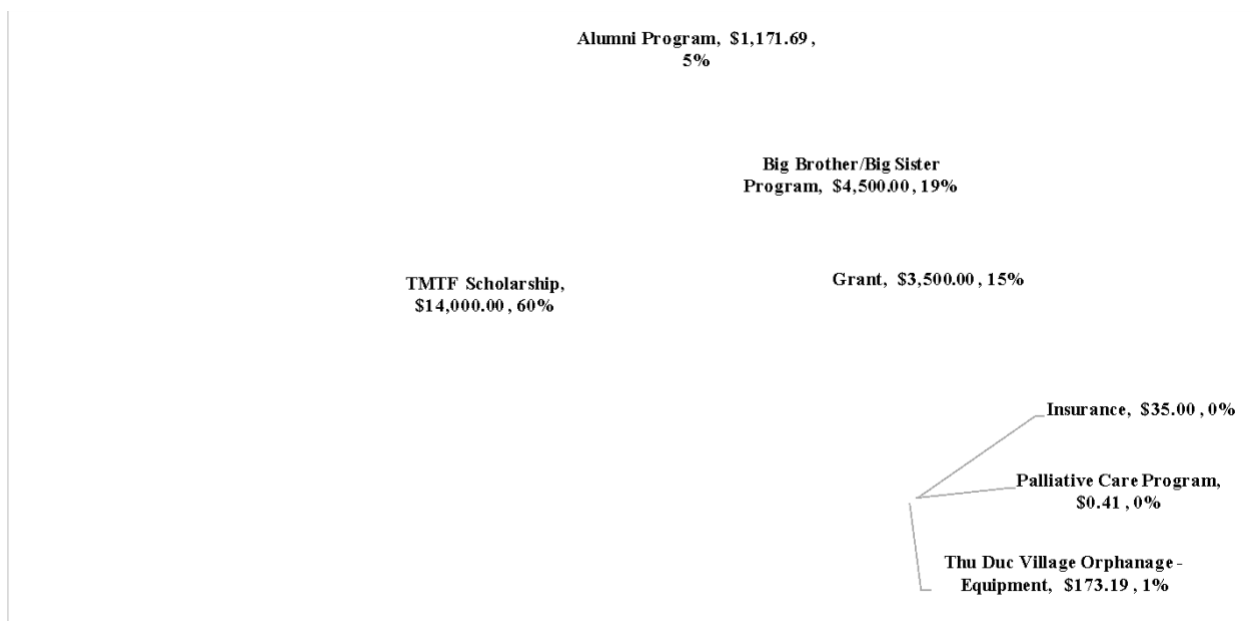 Alumni Program, $1,171.69 ,
5%
Big Brother/Big Sister
Program, $4,500.00 , 19%
TMTF Scholarship,
$14,000.00 , 60%
Grant, $3,500.00 , 15%
Insurance, $35.00 , 0%
Palliative Care Program,
$0.41 , 0%
Thu Duc Village Orphanage -
Equipment, $173.19 , 1%